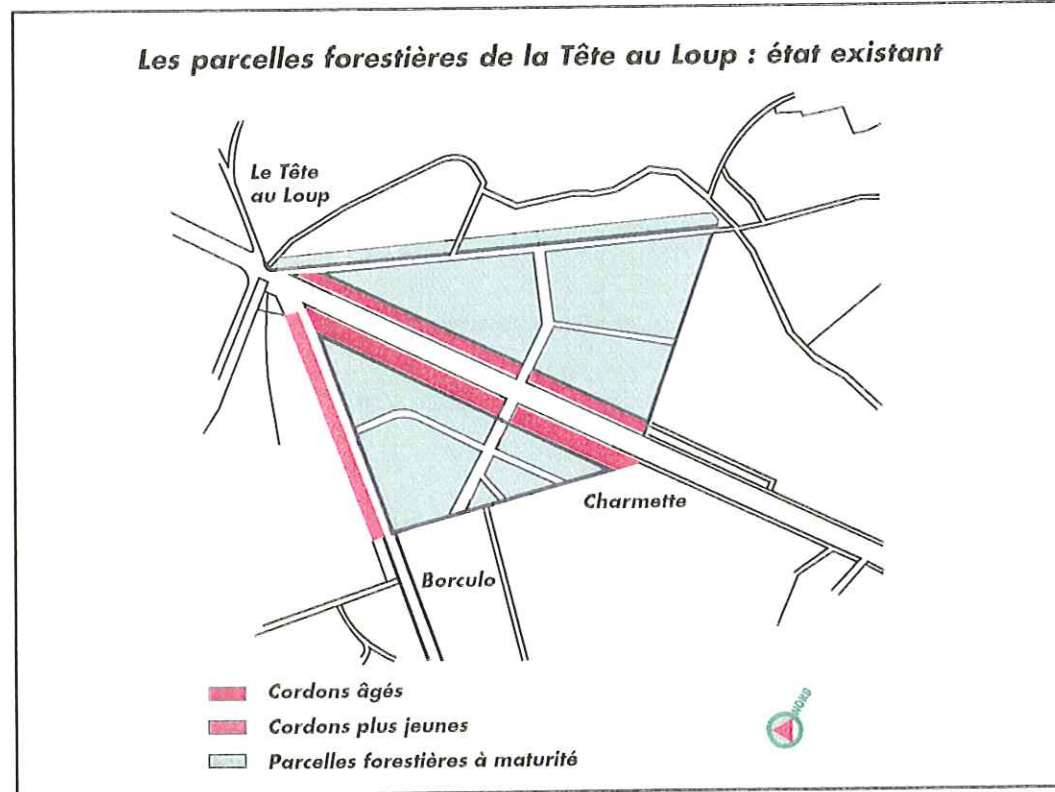 Les parcelles forestières de la Tête au Loup : état existant
Le Tête
au Loup
Charmette
Borculo
Cordons âgés
Cordons plus jeunes
Parcelles forestières à maturité
NORD